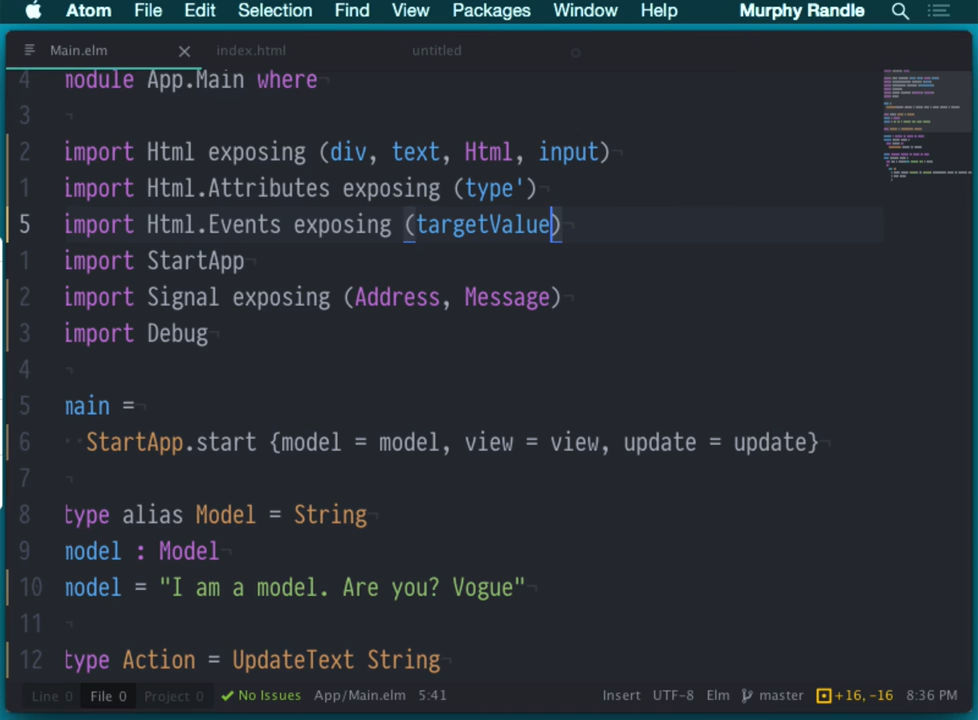 Atom File Edit Selection Find View Packages Window Help Murphy Randle
Main.elm index.html untitled
4 module App.Main where
3
2 import Html exposing (div, text, Html, input)
1 import Html.Attributes exposing (type')
5 import Html.Events exposing (targetValue)
1 import StartApp
2 import Signal exposing (Address, Message)
3 import Debug
4
5 main =
6 StartApp.start {model = model, view = view, update = update}
7
8 type alias Model = String
9 model : Model
10 model = "I am a model. Are you? Vogue"
11
12 type Action = UpdateText String
Line 0 File 0 Project 0 No Issues App/Main.elm 5:41 Insert UTF-8 Elm master +16, -16 8:36 PM